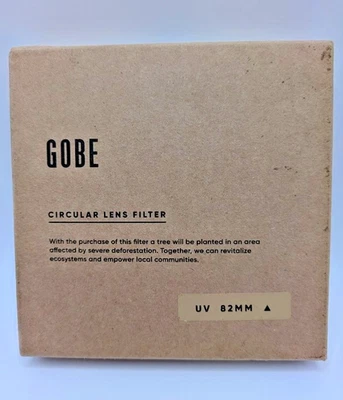 GOBE
CIRCULAR LENS FILTER
With the purchase of this filter a tree will be planted in an area
affected by severe deforestation. Together, we can revitalize
ecosystems and empower local communities.
UV 82MM ▲